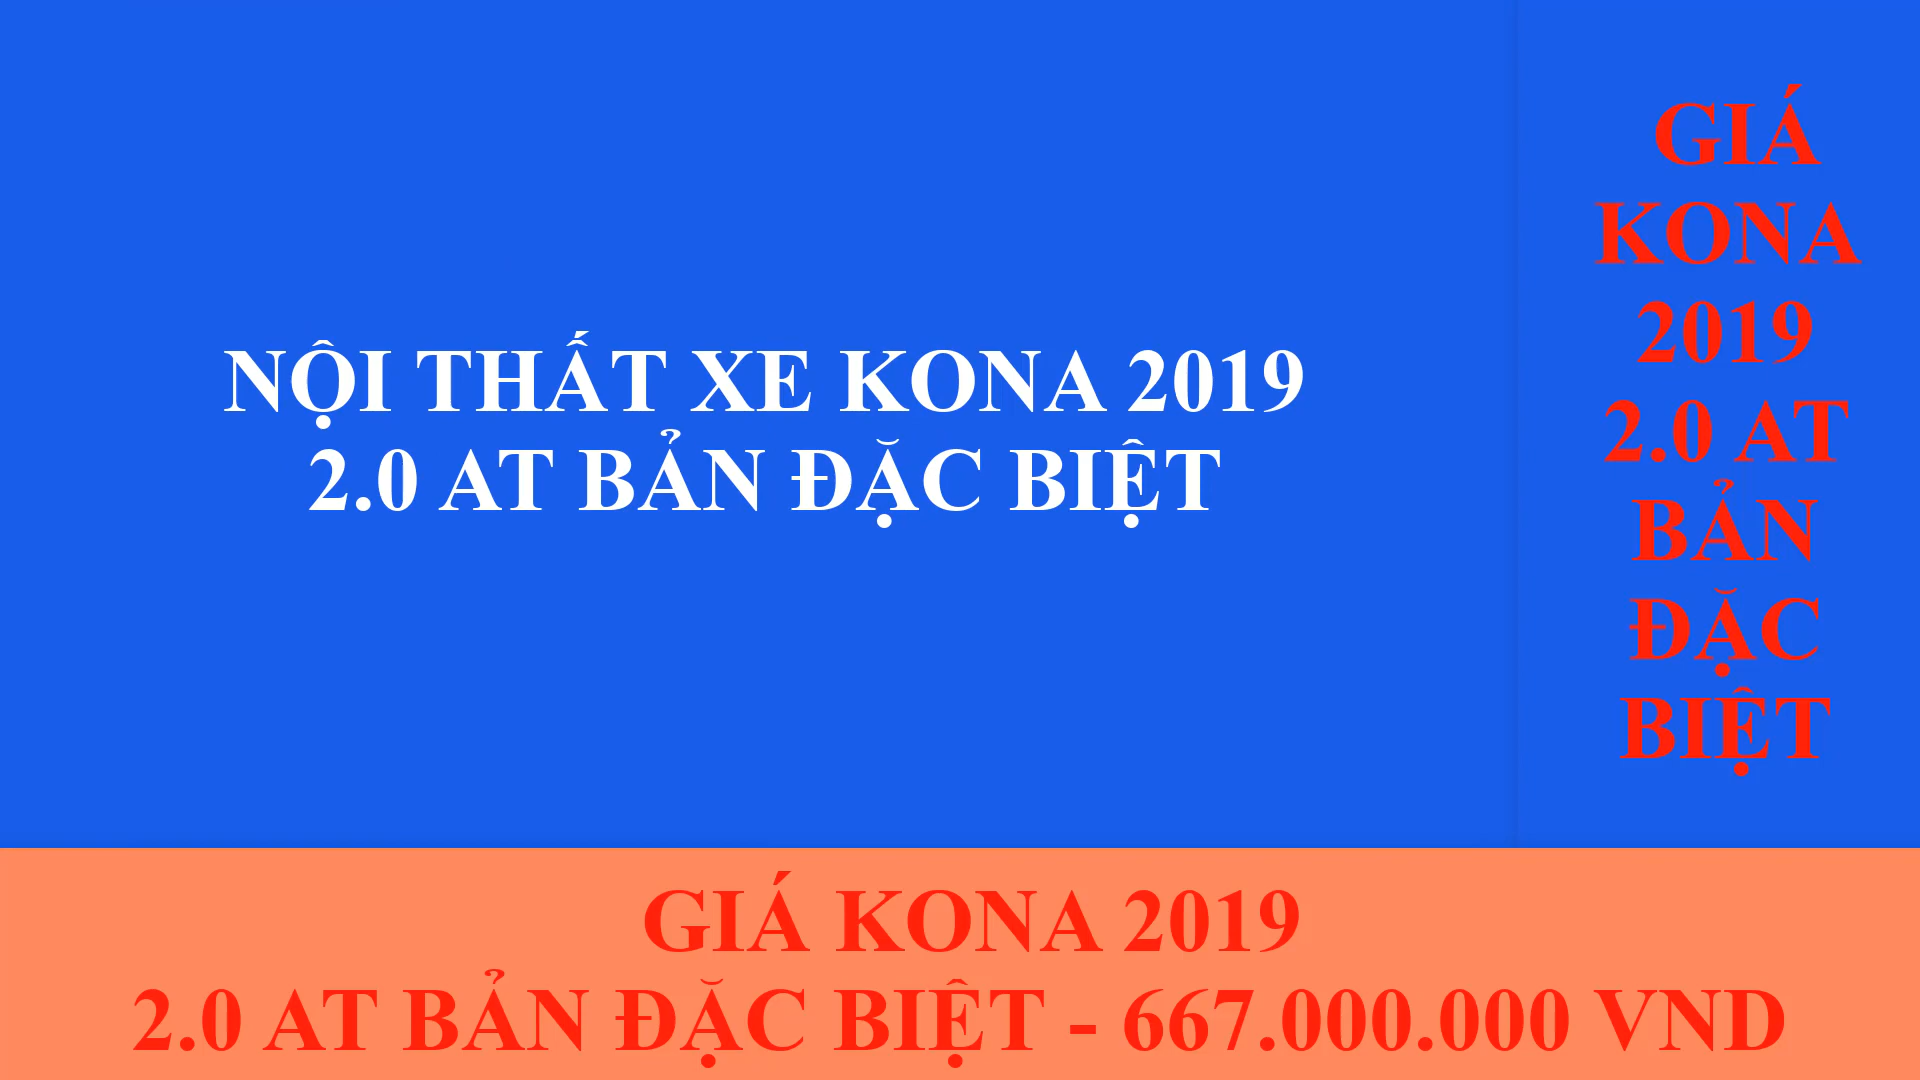 NỘI THẤT XE KONA 2019
2.0 AT BẢN ĐẶC BIỆT
GIÁ
KONA
2019
2.0 AT
BẢN
ĐẶC
BIỆT
GIÁ KONA 2019
2.0 AT BẢN ĐẶC BIỆT - 667.000.000 VND